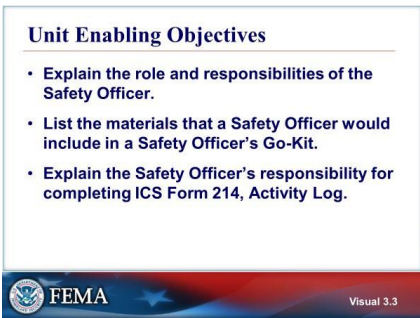 Unit Enabling Objectives
• Explain the role and responsibilities of the
Safety Officer.
• List the materials that a Safety Officer would
include in a Safety Officer's Go-Kit.
• Explain the Safety Officer's responsibility for
completing ICS Form 214, Activity Log.
FEMA
Visual 3.3